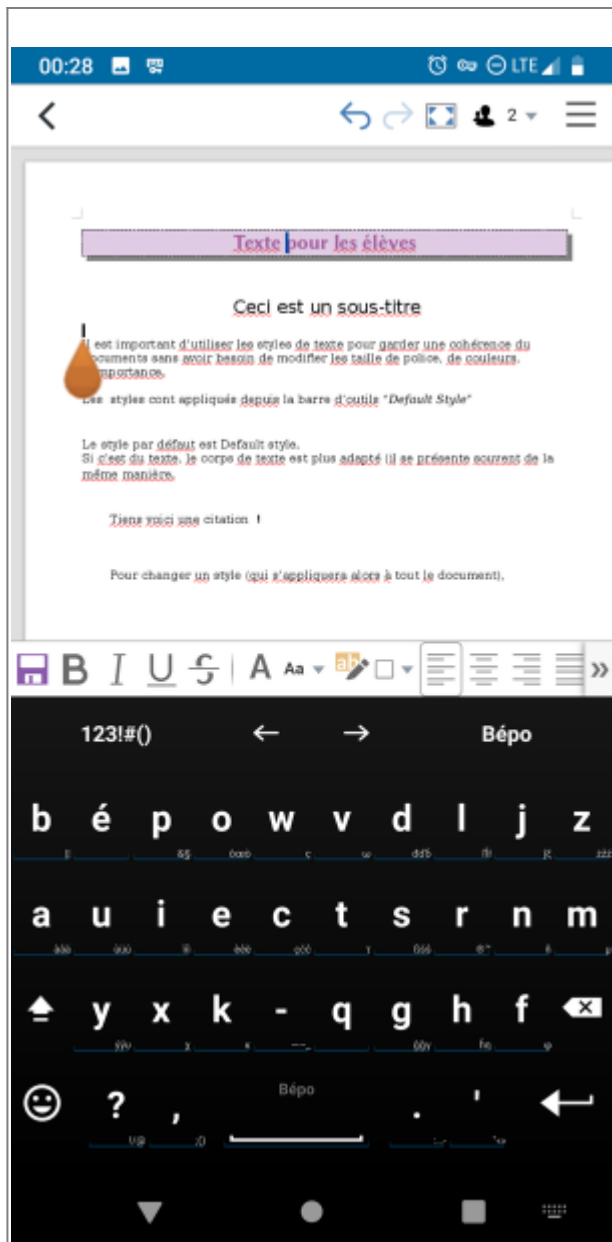 00:28 LTE
2
Texte pour les élèves
Ceci est un sous-titre
est important d'utiliser les styles de texte pour garder une cohérence du
documents sans avoir besoin de modifier les taille de police, de couleurs,
importance.
Les styles cont appliqués depuis la barre d'outils "Default Style"
Le style par défaut est Default style.
Si c'est du texte, le corps de texte est plus adapté (il se présente souvent de la
même manière.
Tiens voici une citation !
Pour changer un style (qui s'appliquera alors à tout le document),
B I U S A Aa ab »
123!#() ← → Bépo
b é p o w v d l j z
a u i e c t s r n m
y x k - q g h f
? , Bépo . '